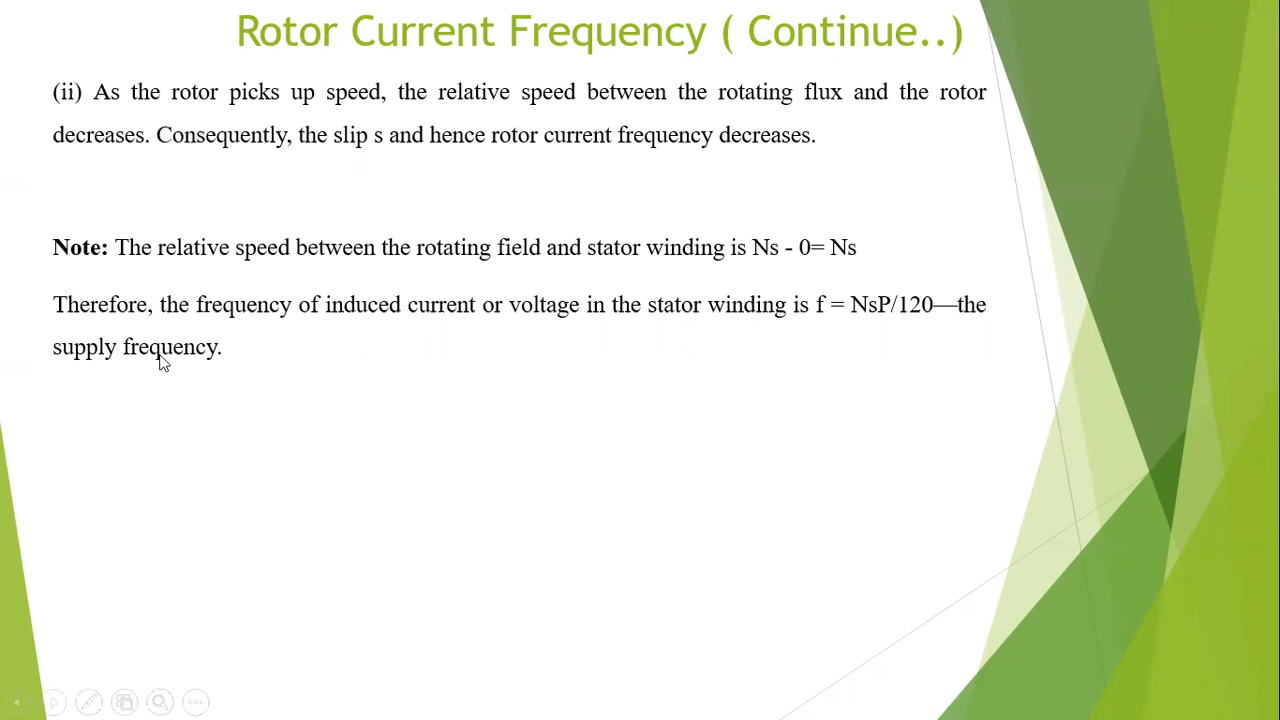 Rotor Current Frequency ( Continue..)
(ii) As the rotor picks up speed, the relative speed between the rotating flux and the rotor
decreases. Consequently, the slip s and hence rotor current frequency decreases.
Note: The relative speed between the rotating field and stator winding is Ns - 0= Ns
Therefore, the frequency of induced current or voltage in the stator winding is f = NsP/120—the
supply frequency.